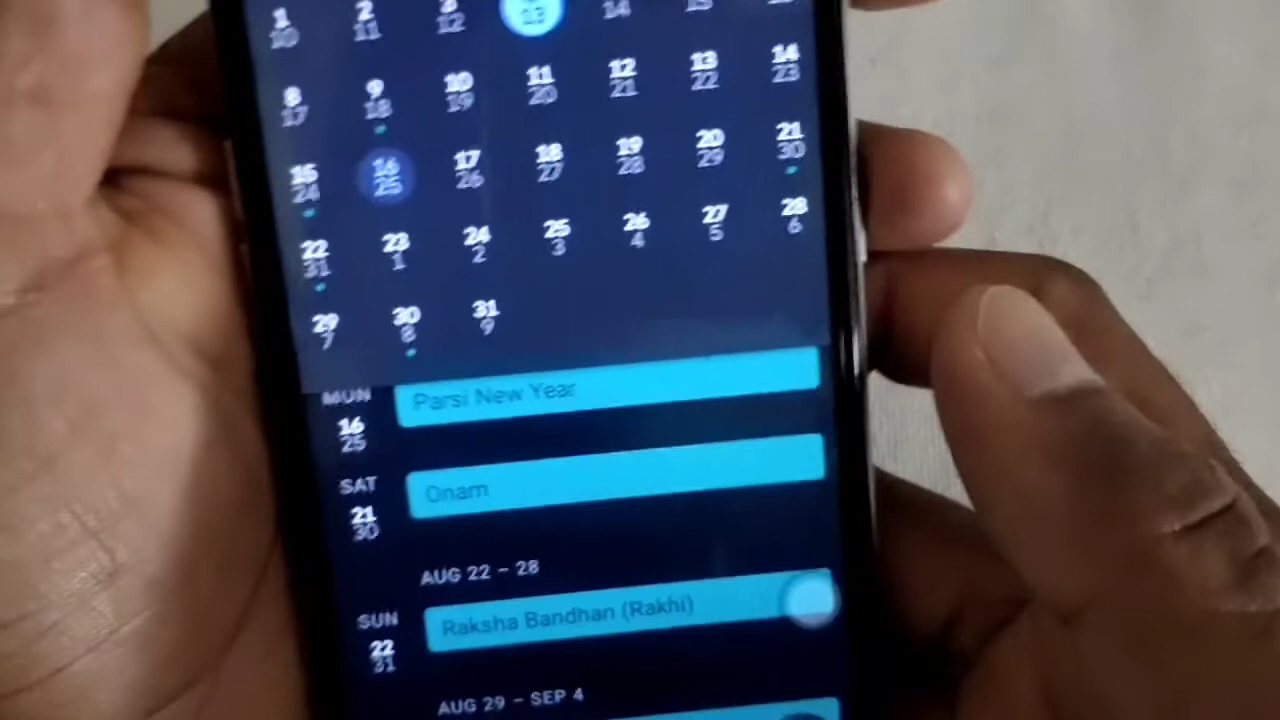 1 2 3 13 14 15
10 11 12
8 9 10 11 12 13 14
17 18 19 20 21 22 23
15 16 17 18 19 20 21
24 25 26 27 28 29 30
22 23 24 25 26 27 28
31 1 2 3 4 5 6
29 30 31
7 8 9
MON
16
25
Parsi New Year
SAT
21
30
Onam
AUG 22 – 28
SUN
22
31
Raksha Bandhan (Rakhi)
AUG 29 – SEP 4